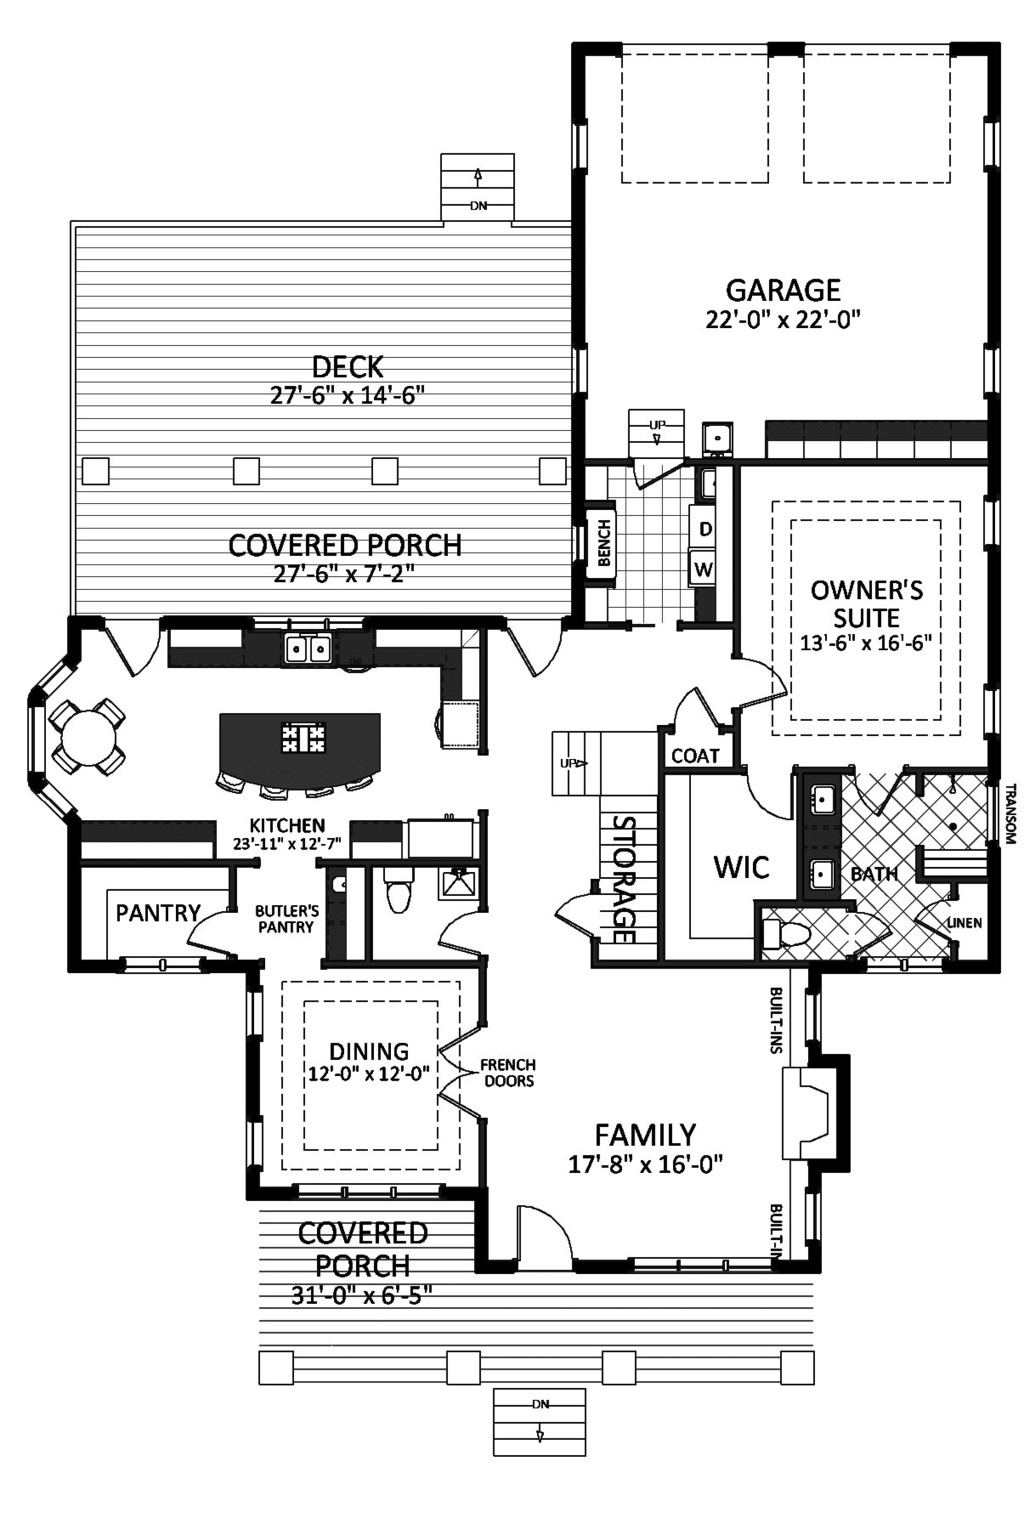 DN
GARAGE
22'-0" x 22'-0"
DECK
27'-6" x 14'-6"
UP
COVERED PORCH
27'-6" x 7'-2"
BENCH
D
W
OWNER'S
SUITE
13'-6" x 16'-6"
COAT
UP
KITCHEN
23'-11" x 12'-7"
STORAGE
WIC
BATH
TRANSOM
PANTRY
BUTLER'S
PANTRY
LINEN
BUILT-INS
DINING
12'-0" x 12'-0"
FRENCH
DOORS
FAMILY
17'-8" x 16'-0"
BUILT-IN
COVERED
PORCH
31'-0" x 6'-5"
DN